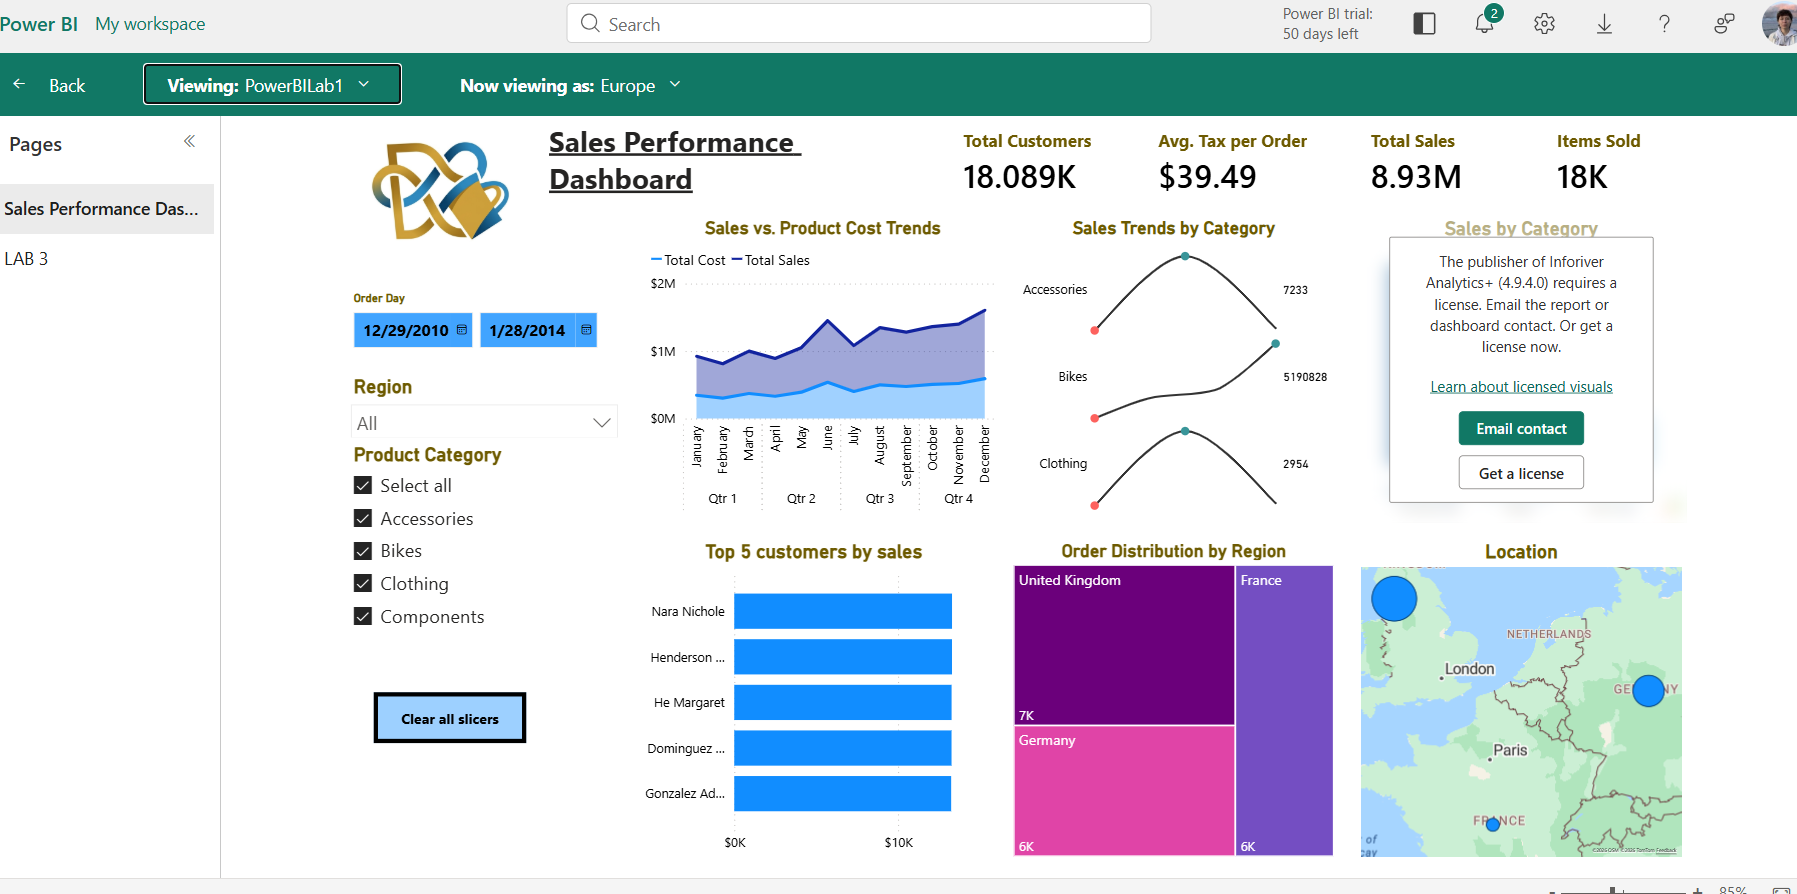 Power BI My workspace
Search
Power BI trial:
50 days left
2
Back
Viewing: PowerBILab1
Now viewing as: Europe
Pages
Sales Performance Das...
LAB 3
Sales Performance
Dashboard
Total Customers
18.089K
Avg. Tax per Order
$39.49
Total Sales
8.93M
Items Sold
18K
Order Day
12/29/2010
1/28/2014
Region
All
Product Category
Select all
Accessories
Bikes
Clothing
Components
Clear all slicers
Sales vs. Product Cost Trends
Total Cost Total Sales
$2M
$1M
$0M
January
February
March
April
May
June
July
August
September
October
November
December
Qtr 1
Qtr 2
Qtr 3
Qtr 4
Sales Trends by Category
Accessories 7233
Bikes 5190828
Clothing 2954
Sales by Category
The publisher of Inforiver
Analytics+ (4.9.4.0) requires a
license. Email the report or
dashboard contact. Or get a
license now.
Learn about licensed visuals
Email contact
Get a license
Top 5 customers by sales
Nara Nichole
Henderson ...
He Margaret
Dominguez ...
Gonzalez Ad...
$0K
$10K
Order Distribution by Region
United Kingdom
7K
Germany
6K
France
6K
Location
NETHERLANDS
London
Paris
©2026 OSM ©2026 TomTom Feedback
85%